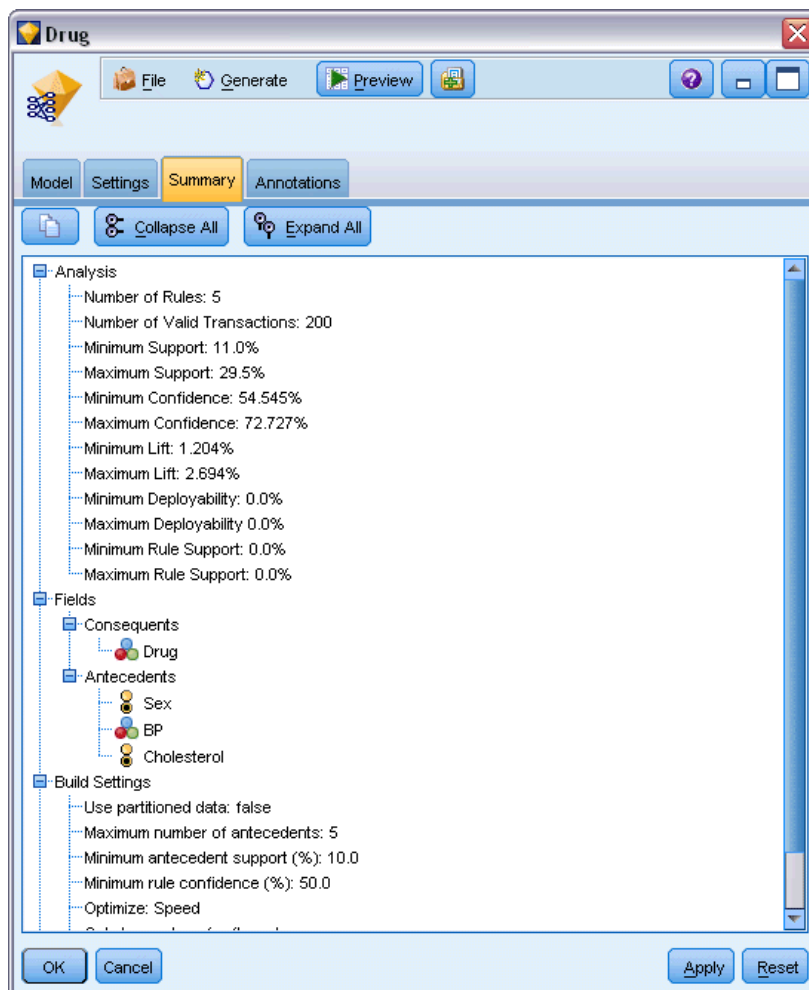 Drug
File Generate Preview
Model Settings Summary Annotations
Collapse All Expand All
Analysis
Number of Rules: 5
Number of Valid Transactions: 200
Minimum Support: 11.0%
Maximum Support: 29.5%
Minimum Confidence: 54.545%
Maximum Confidence: 72.727%
Minimum Lift: 1.204%
Maximum Lift: 2.694%
Minimum Deployability: 0.0%
Maximum Deployability 0.0%
Minimum Rule Support: 0.0%
Maximum Rule Support: 0.0%
Fields
Consequents
Drug
Antecedents
Sex
BP
Cholesterol
Build Settings
Use partitioned data: false
Maximum number of antecedents: 5
Minimum antecedent support (%): 10.0
Minimum rule confidence (%): 50.0
Optimize: Speed
OK Cancel Apply Reset